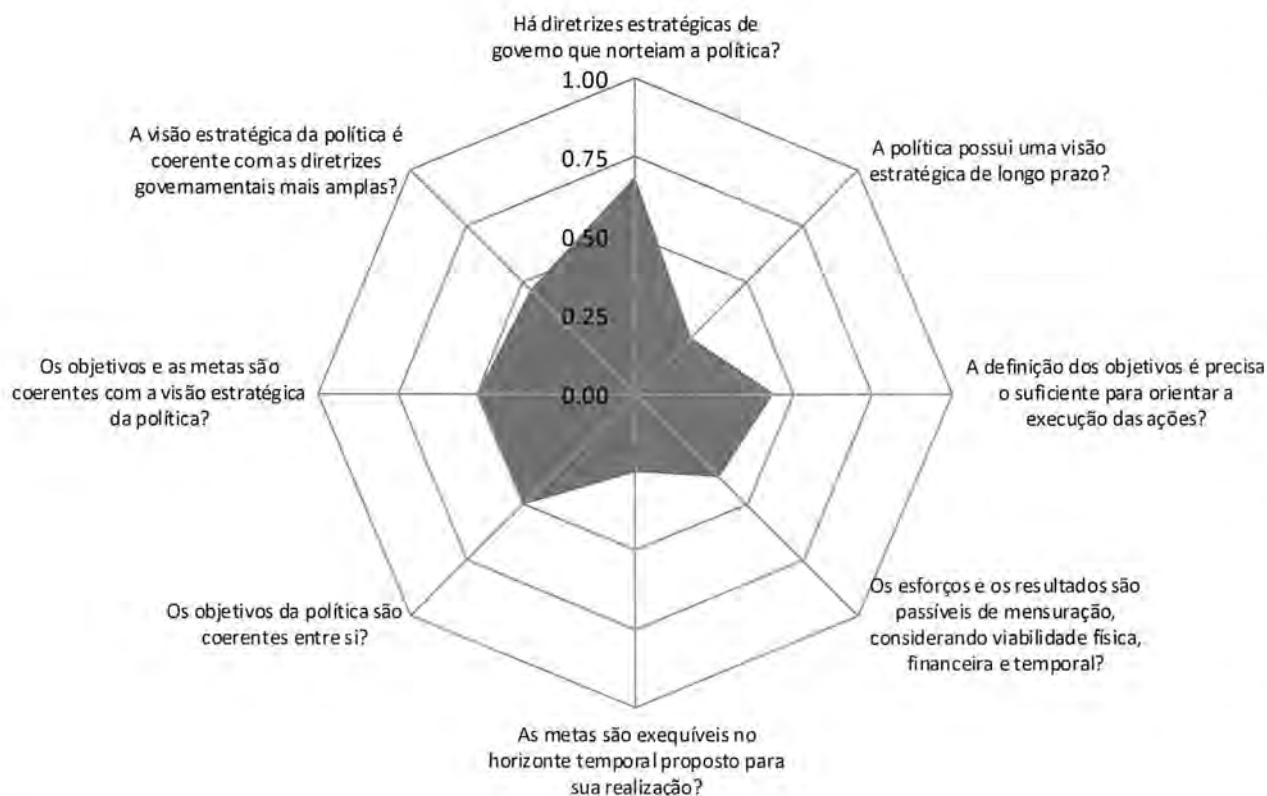 Há diretrizes estratégicas de
governo que norteiam a política?
1.00
A visão estratégica da política é
coerente com as diretrizes
governamentais mais amplas?
0.75
A política possui uma visão
estratégica de longo prazo?
0.50
0.25
Os objetivos e as metas são
coerentes com a visão estratégica
da política?
0.00
A definição dos objetivos é precisa
o suficiente para orientar a
execução das ações?
Os objetivos da política são
coerentes entre si?
Os esforços e os resultados são
passíveis de mensuração,
considerando viabilidade física,
financeira e temporal?
As metas são exequíveis no
horizonte temporal proposto para
sua realização?